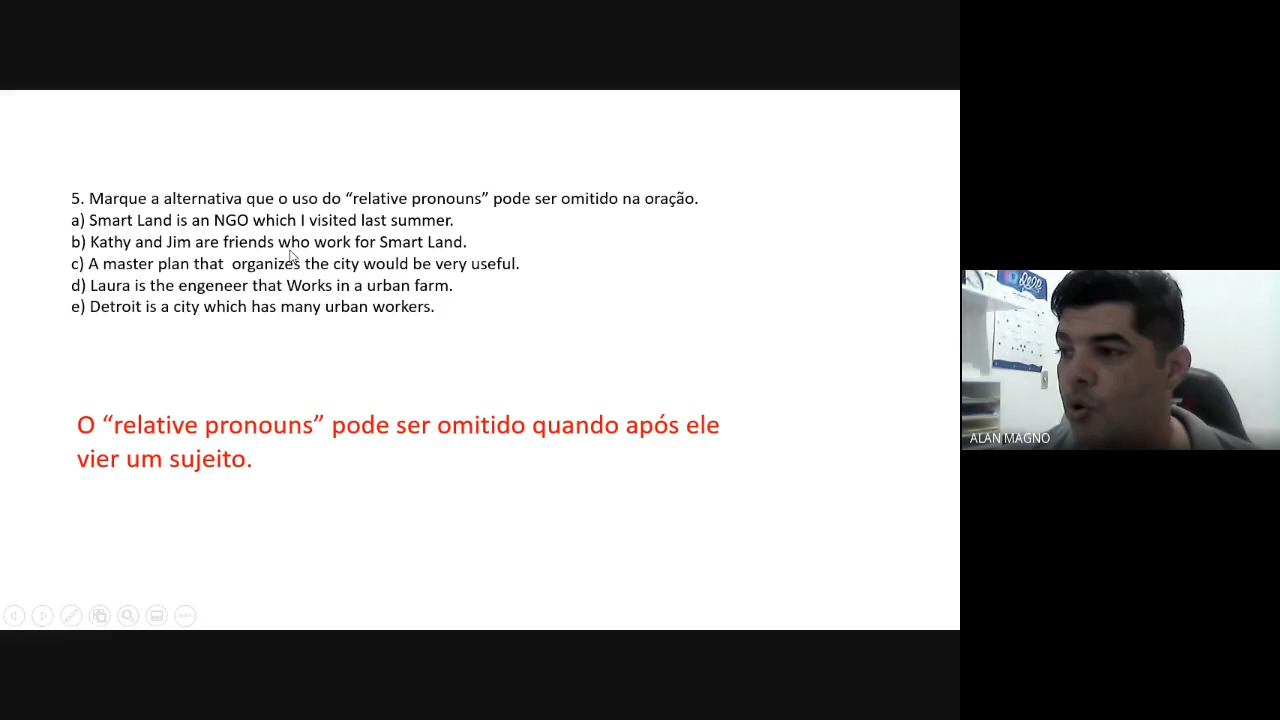 5. Marque a alternativa que o uso do “relative pronouns” pode ser omitido na oração.
a) Smart Land is an NGO which I visited last summer.
b) Kathy and Jim are friends who work for Smart Land.
c) A master plan that  organizes the city would be very useful.
d) Laura is the engeneer that Works in a urban farm.
e) Detroit is a city which has many urban workers.
O “relative pronouns” pode ser omitido quando após ele
vier um sujeito.
ALAN MAGNO